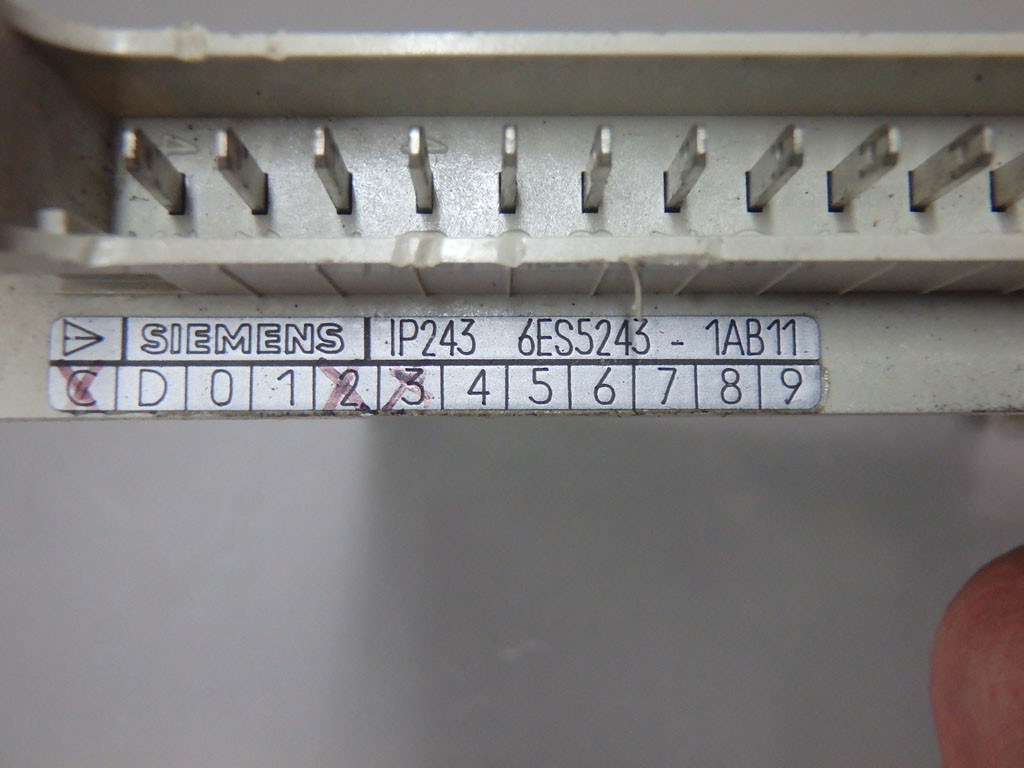 SIEMENS IP243 6ES5243 - 1AB11
C D 0 1 2 3 4 5 6 7 8 9